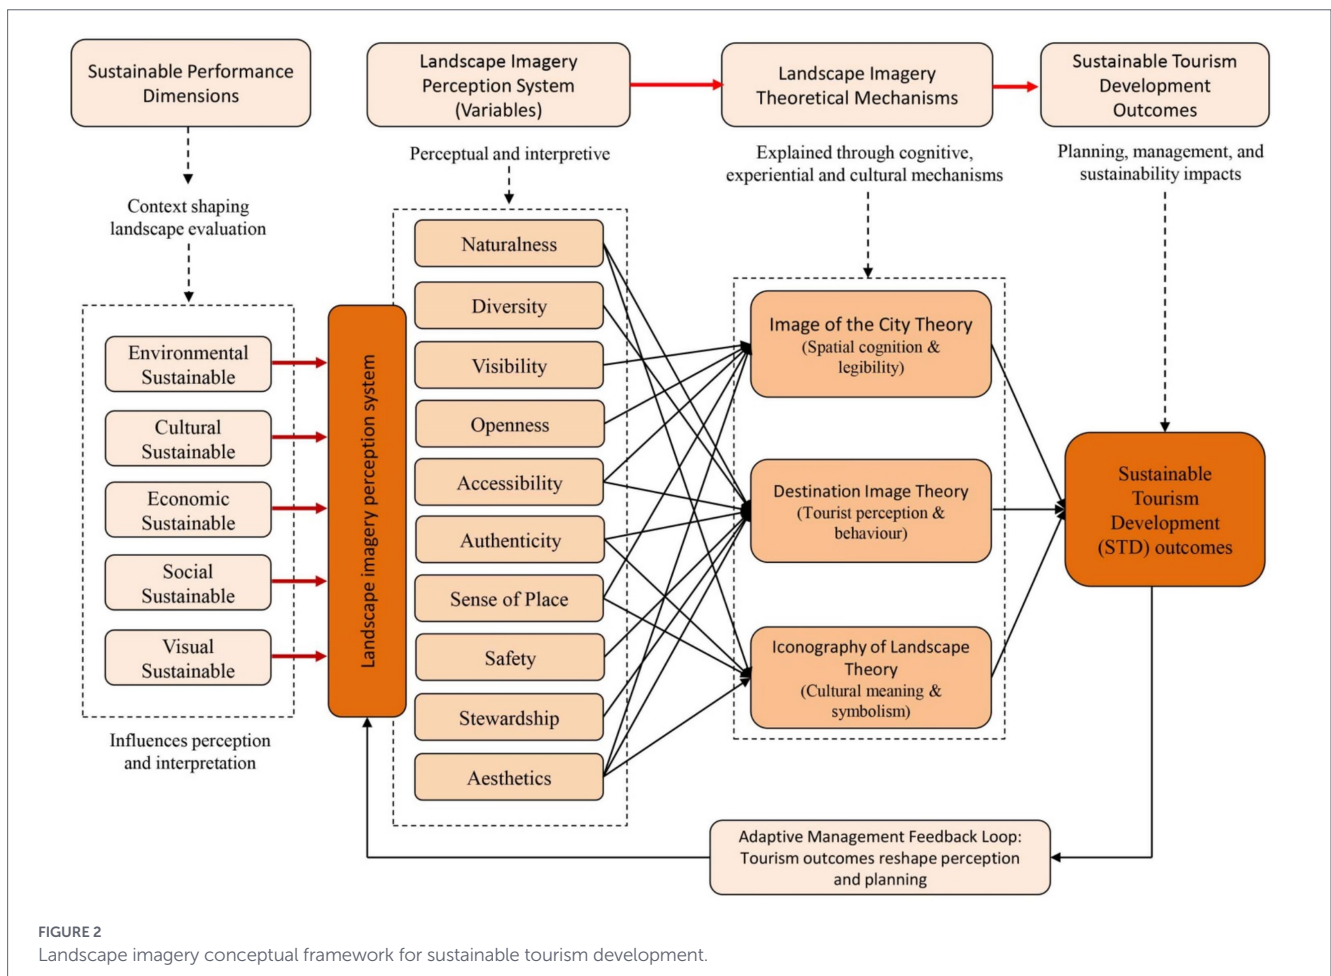 Sustainable Performance
Dimensions
Landscape Imagery
Perception System
(Variables)
Landscape Imagery
Theoretical Mechanisms
Sustainable Tourism
Development
Outcomes
Context shaping
landscape evaluation
Perceptual and interpretive
Explained through cognitive,
experiential and cultural mechanisms
Planning, management, and
sustainability impacts
Environmental
Sustainable
Cultural
Sustainable
Economic
Sustainable
Social
Sustainable
Visual
Sustainable
Influences perception
and interpretation
Landscape imagery perception system
Naturalness
Diversity
Visibility
Openness
Accessibility
Authenticity
Sense of Place
Safety
Stewardship
Aesthetics
Image of the City Theory
(Spatial cognition &
legibility)
Destination Image Theory
(Tourist perception &
behaviour)
Iconography of Landscape
Theory
(Cultural meaning &
symbolism)
Sustainable
Tourism
Development
(STD) outcomes
Adaptive Management Feedback Loop:
Tourism outcomes reshape perception
and planning
FIGURE 2
Landscape imagery conceptual framework for sustainable tourism development.